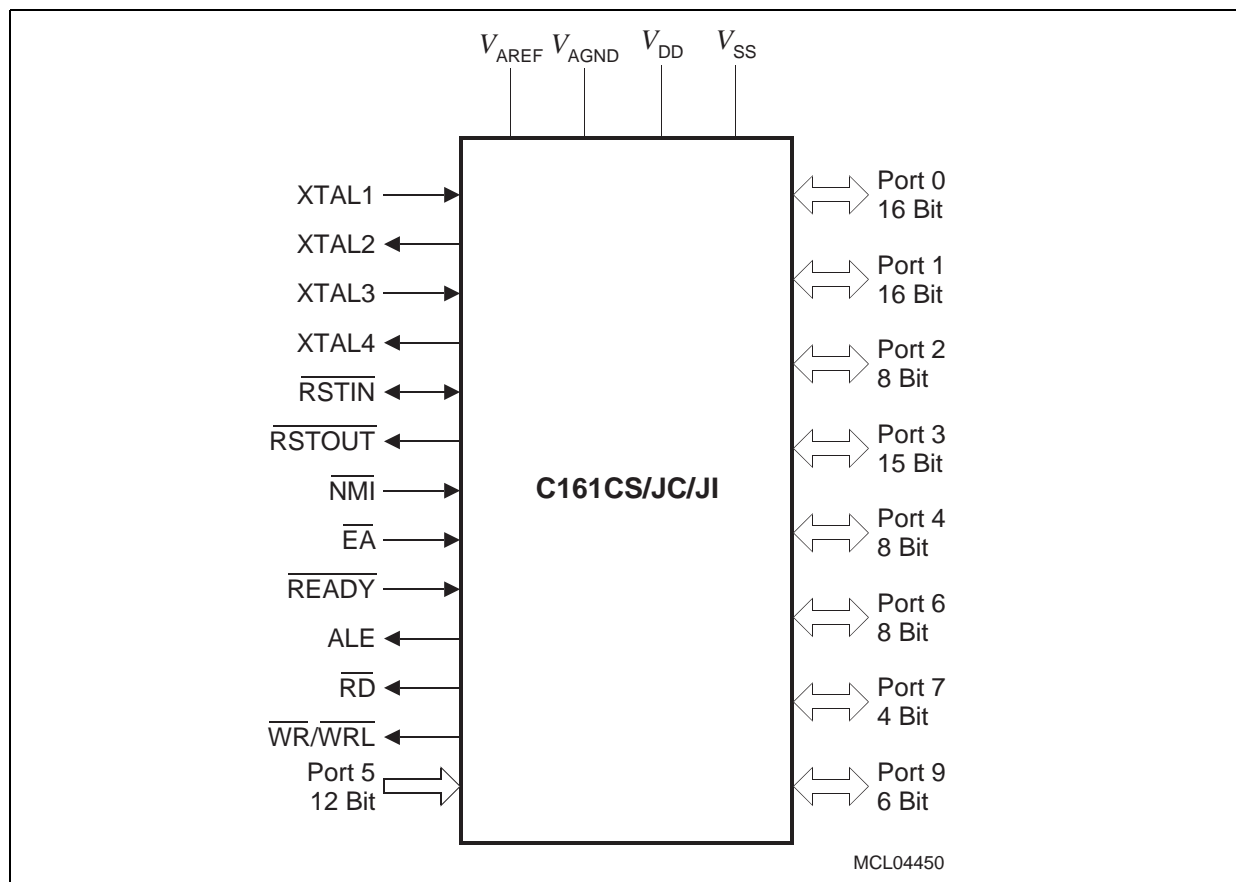 VAREF VAGND VDD VSS
XTAL1
XTAL2
XTAL3
XTAL4
RSTIN
RSTOUT
NMI
EA
READY
ALE
RD
WR/WRL
Port 5
12 Bit
C161CS/JC/JI
Port 0
16 Bit
Port 1
16 Bit
Port 2
8 Bit
Port 3
15 Bit
Port 4
8 Bit
Port 6
8 Bit
Port 7
4 Bit
Port 9
6 Bit
MCL04450